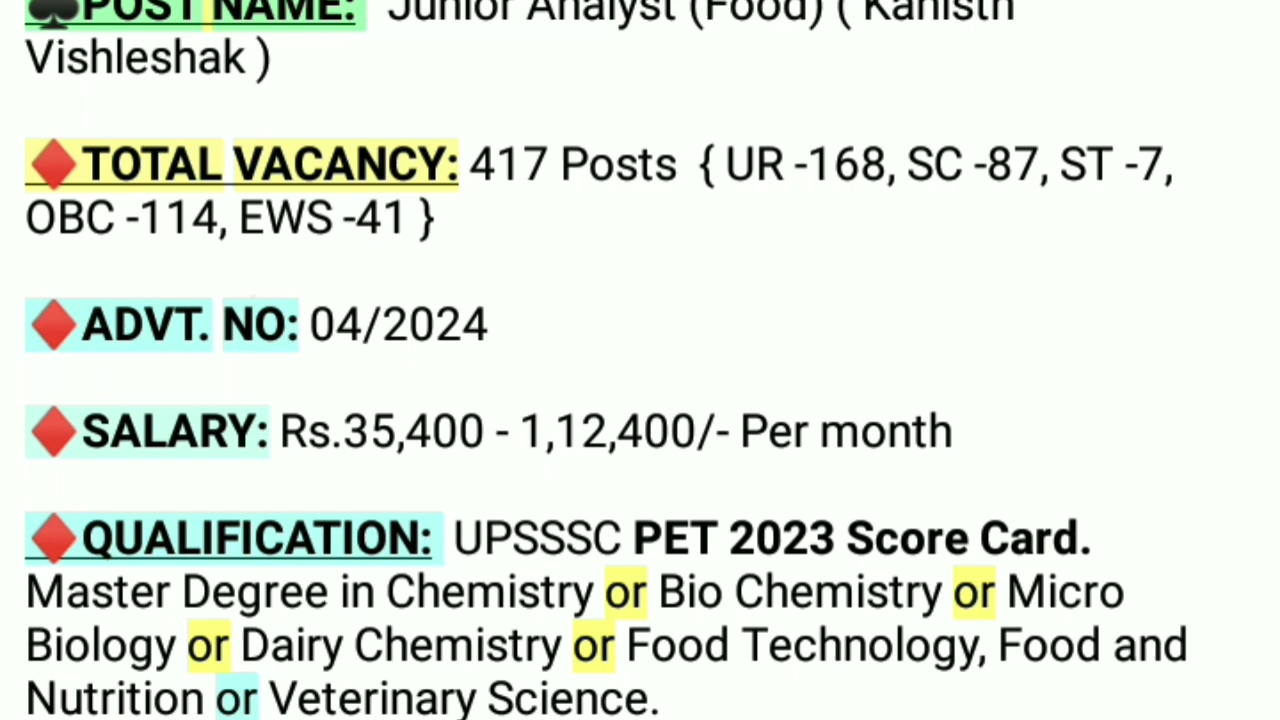 ♠️POST NAME: Junior Analyst (Food) ( Kanisth
Vishleshak )
♦️TOTAL VACANCY: 417 Posts { UR -168, SC -87, ST -7,
OBC -114, EWS -41 }
♦️ADVT. NO: 04/2024
♦️SALARY: Rs.35,400 - 1,12,400/- Per month
♦️QUALIFICATION: UPSSSC PET 2023 Score Card.
Master Degree in Chemistry or Bio Chemistry or Micro
Biology or Dairy Chemistry or Food Technology, Food and
Nutrition or Veterinary Science.